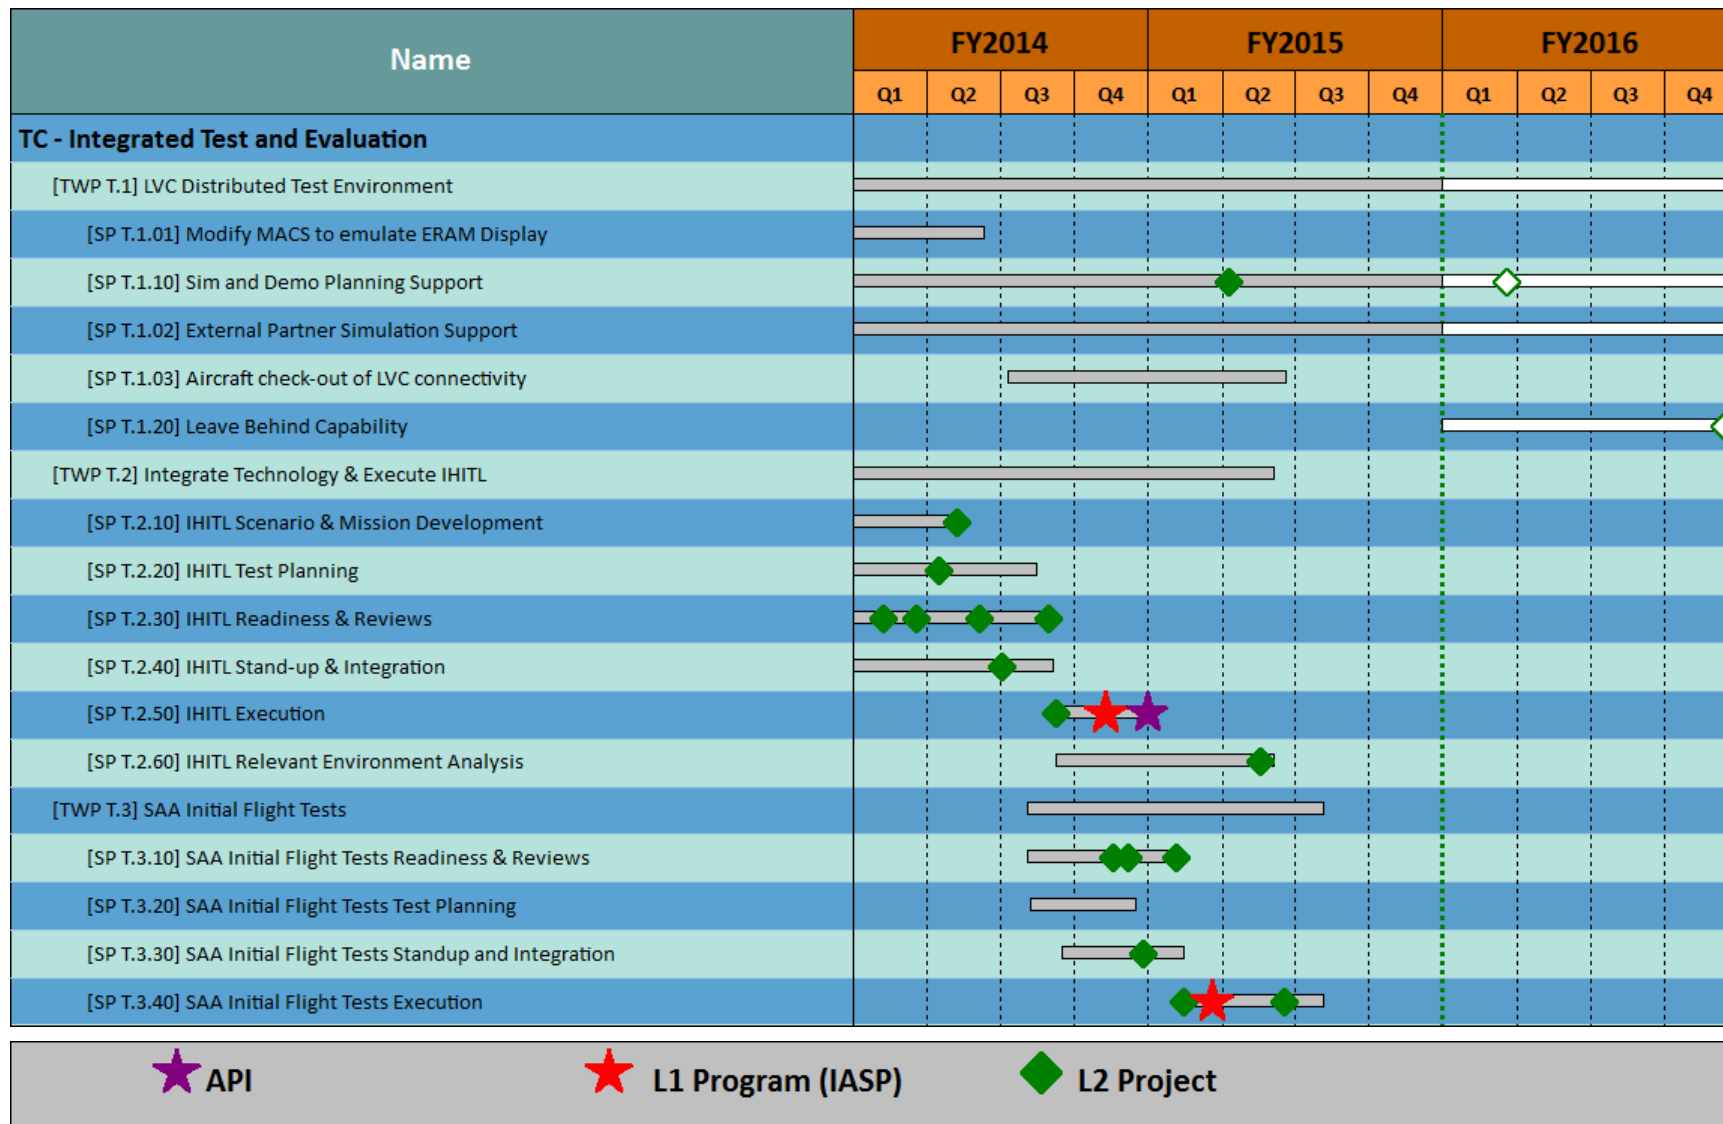 Name
FY2014 FY2015 FY2016
Q1 Q2 Q3 Q4 Q1 Q2 Q3 Q4 Q1 Q2 Q3 Q4
TC - Integrated Test and Evaluation
[TWP T.1] LVC Distributed Test Environment
[SP T.1.01] Modify MACS to emulate ERAM Display
[SP T.1.10] Sim and Demo Planning Support
[SP T.1.02] External Partner Simulation Support
[SP T.1.03] Aircraft check-out of LVC connectivity
[SP T.1.20] Leave Behind Capability
[TWP T.2] Integrate Technology & Execute IHITL
[SP T.2.10] IHITL Scenario & Mission Development
[SP T.2.20] IHITL Test Planning
[SP T.2.30] IHITL Readiness & Reviews
[SP T.2.40] IHITL Stand-up & Integration
[SP T.2.50] IHITL Execution
[SP T.2.60] IHITL Relevant Environment Analysis
[TWP T.3] SAA Initial Flight Tests
[SP T.3.10] SAA Initial Flight Tests Readiness & Reviews
[SP T.3.20] SAA Initial Flight Tests Test Planning
[SP T.3.30] SAA Initial Flight Tests Standup and Integration
[SP T.3.40] SAA Initial Flight Tests Execution
API L1 Program (IASP) L2 Project